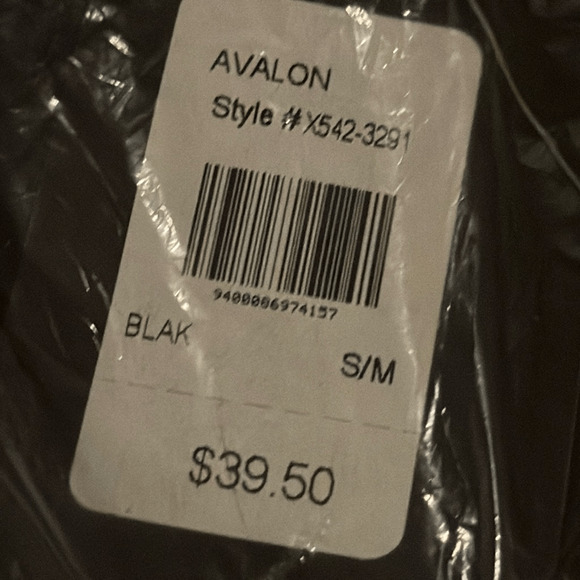 AVALON
Style #X542-3291
9400006974157
BLAK
S/M
$39.50